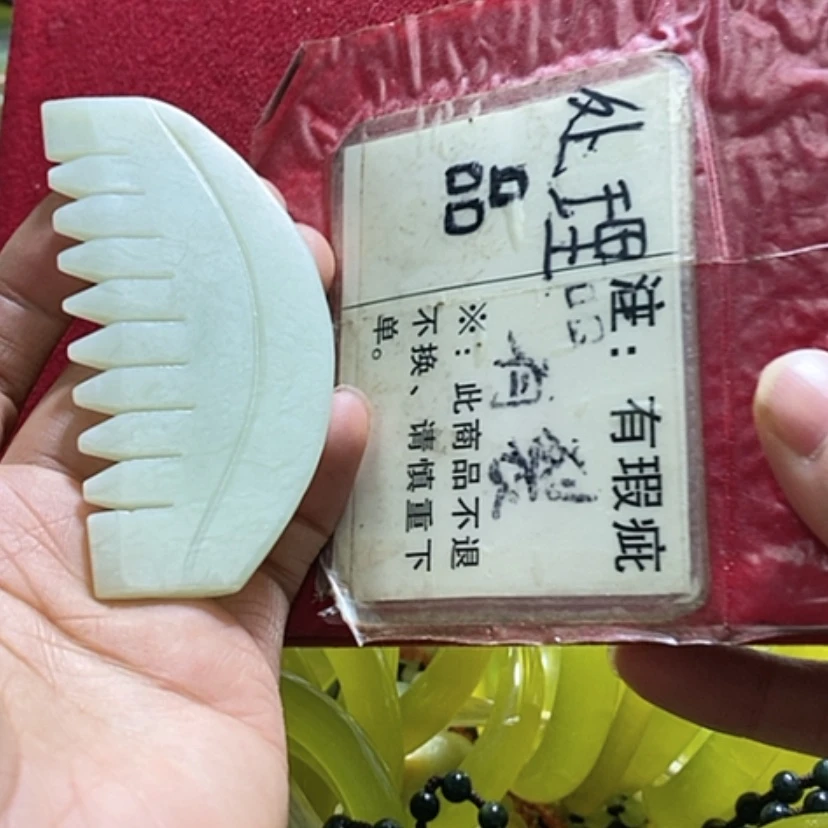 处理
品
注：有瑕疵
有裂
※：此商品不退
不换、请慎重下
单。